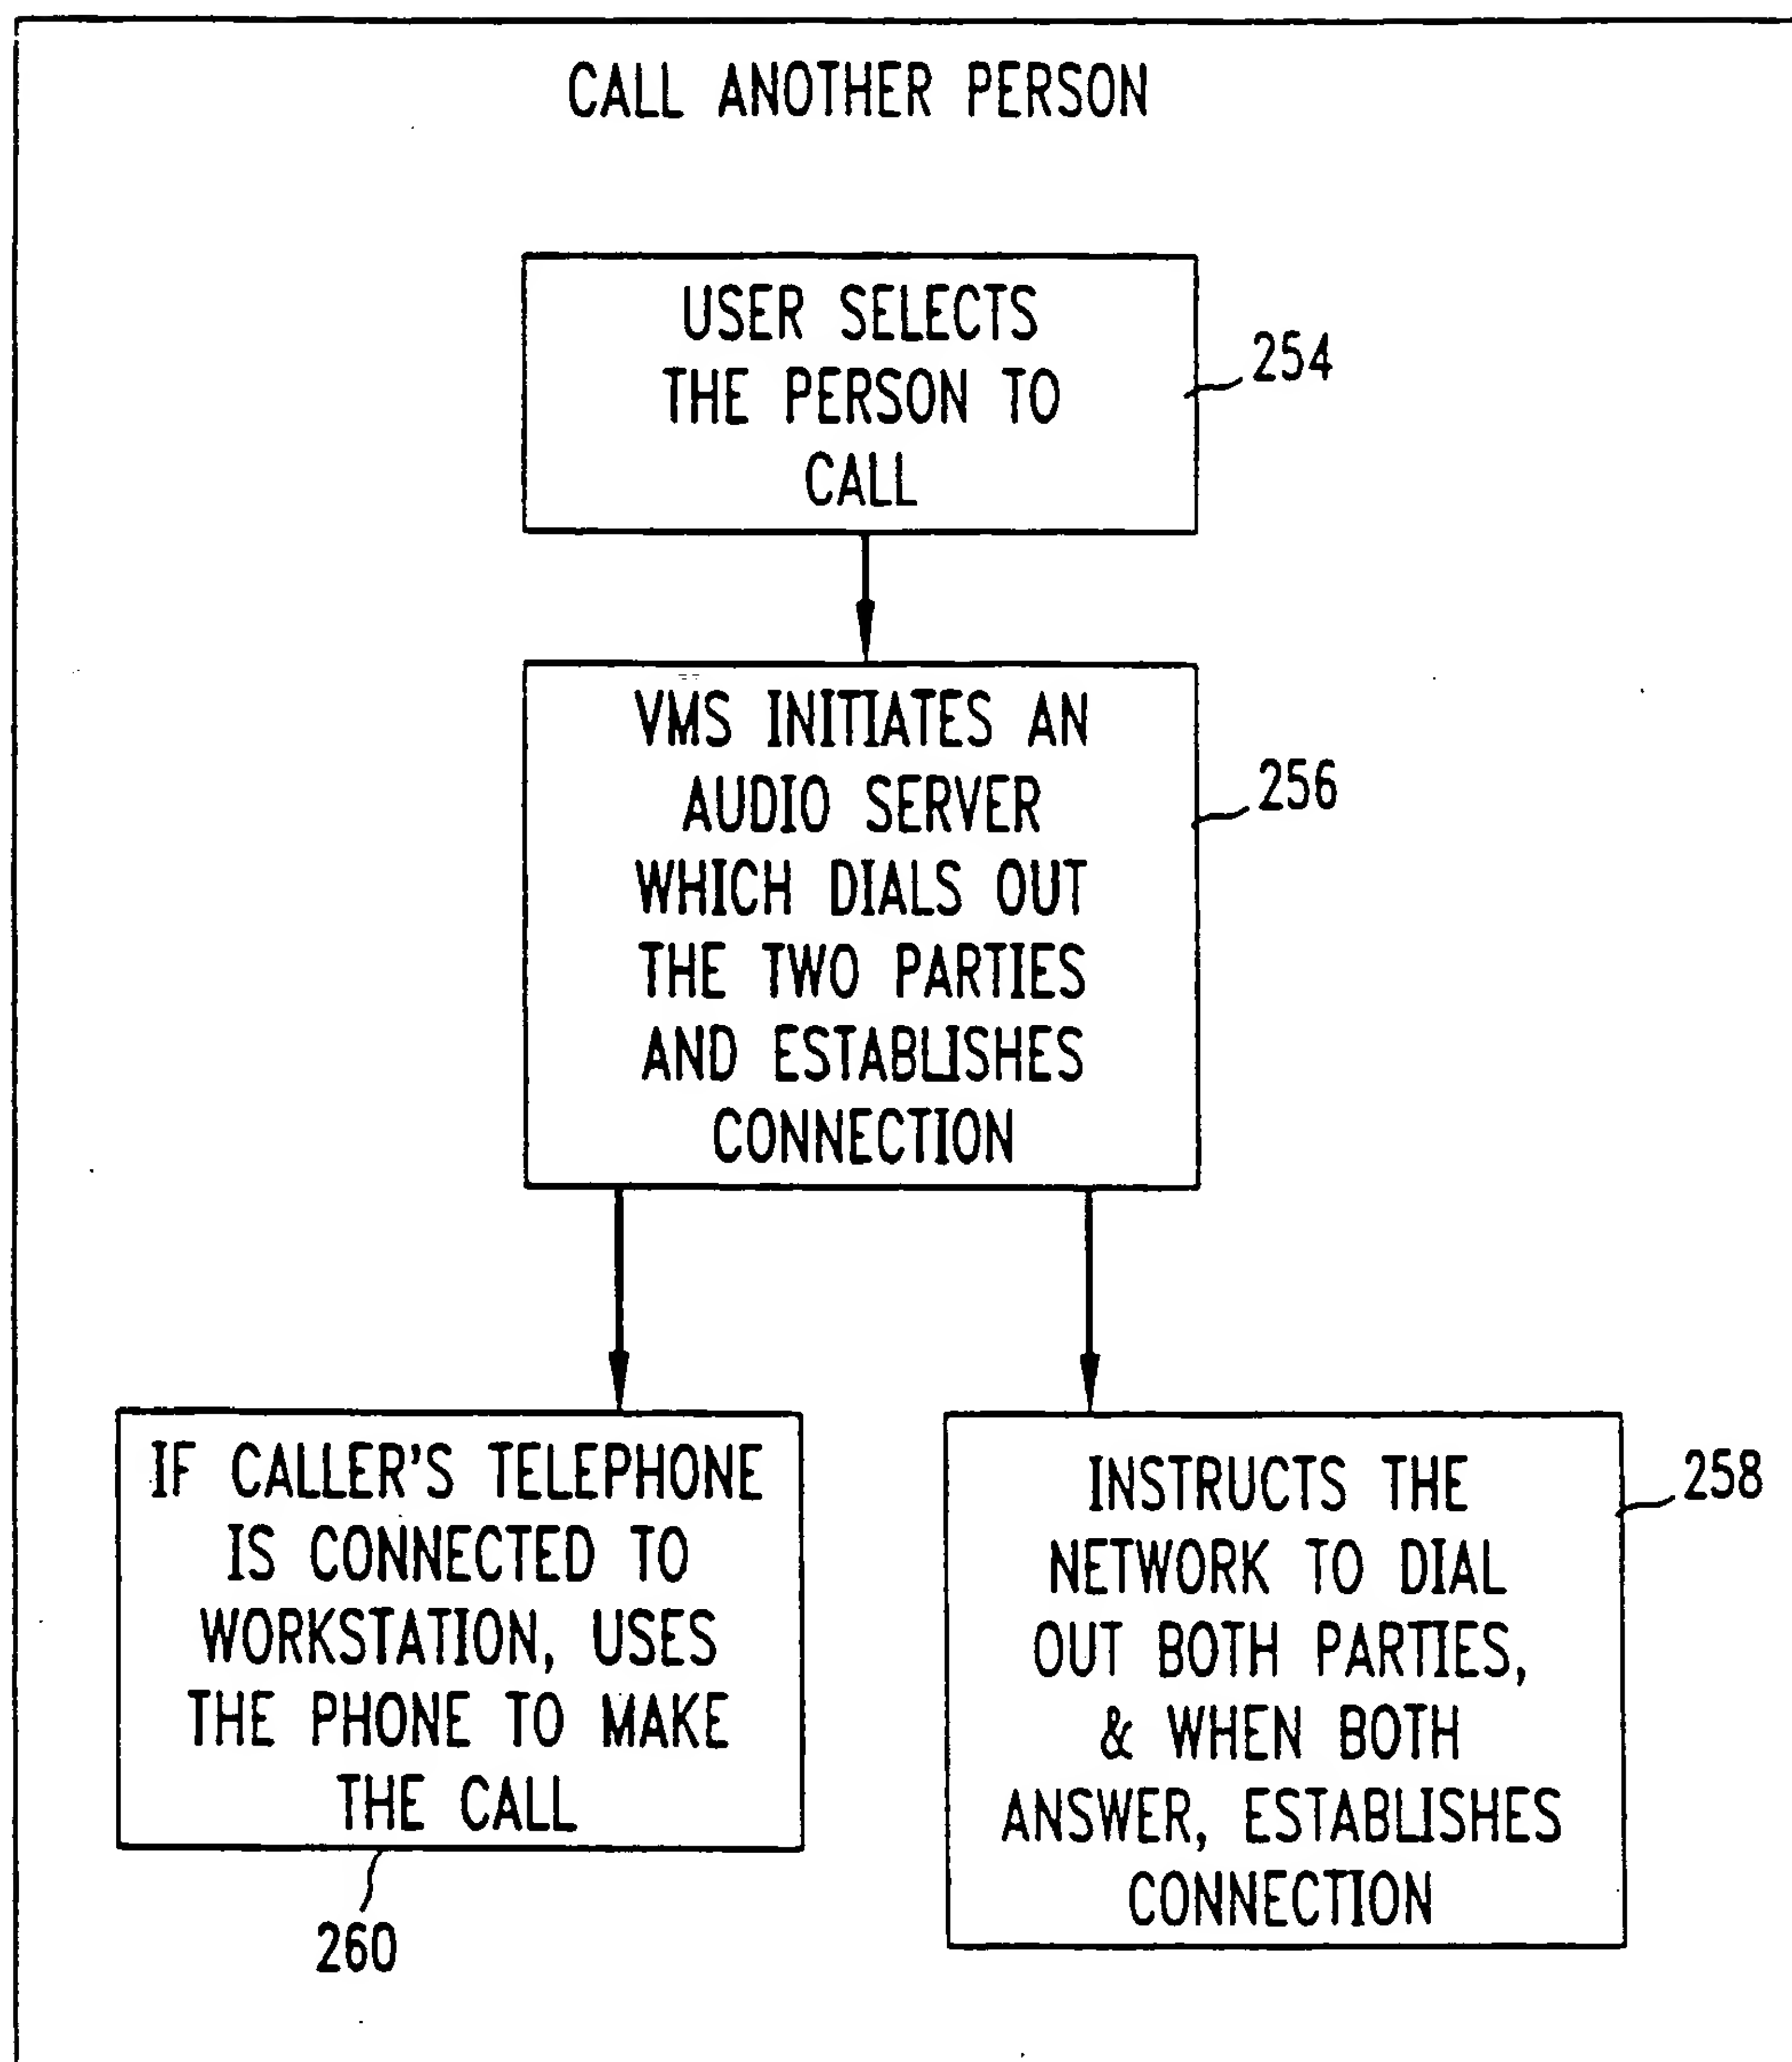 CALL ANOTHER PERSON
USER SELECTS
THE PERSON TO
CALL
254
VMS INITIATES AN
AUDIO SERVER
WHICH DIALS OUT
THE TWO PARTIES
AND ESTABLISHES
CONNECTION
256
IF CALLER'S TELEPHONE
IS CONNECTED TO
WORKSTATION, USES
THE PHONE TO MAKE
THE CALL
260
INSTRUCTS THE
NETWORK TO DIAL
OUT BOTH PARTIES,
& WHEN BOTH
ANSWER, ESTABLISHES
CONNECTION
258